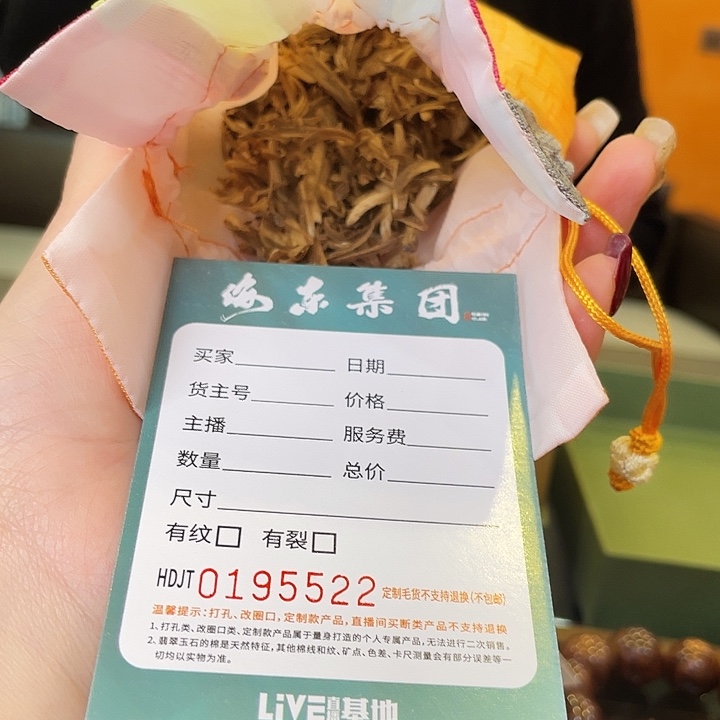 海东集团
买家 日期
货主号 价格
主播 服务费
数量 总价
尺寸
有纹□ 有裂□
HDJT0195522 定制毛货不支持退换(不包邮)
温馨提示:打孔、改圈口,定制款产品,直播间买断类产品不支持退换
1、打孔类、改圈口类、定制款产品属于量身打造的个人专属产品,无法进行二次销售。
2、翡翠玉石的棉是天然特征,其他棉线和纹、矿点、色差、卡尺测量会有部分误差等一
切均以实物为准。
LiVE直播基地